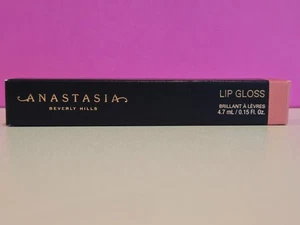 ANASTASIA
BEVERLY HILLS
LIP GLOSS
BRILLANT À LÈVRES
4.7 mL / 0.15 Fl. Oz.